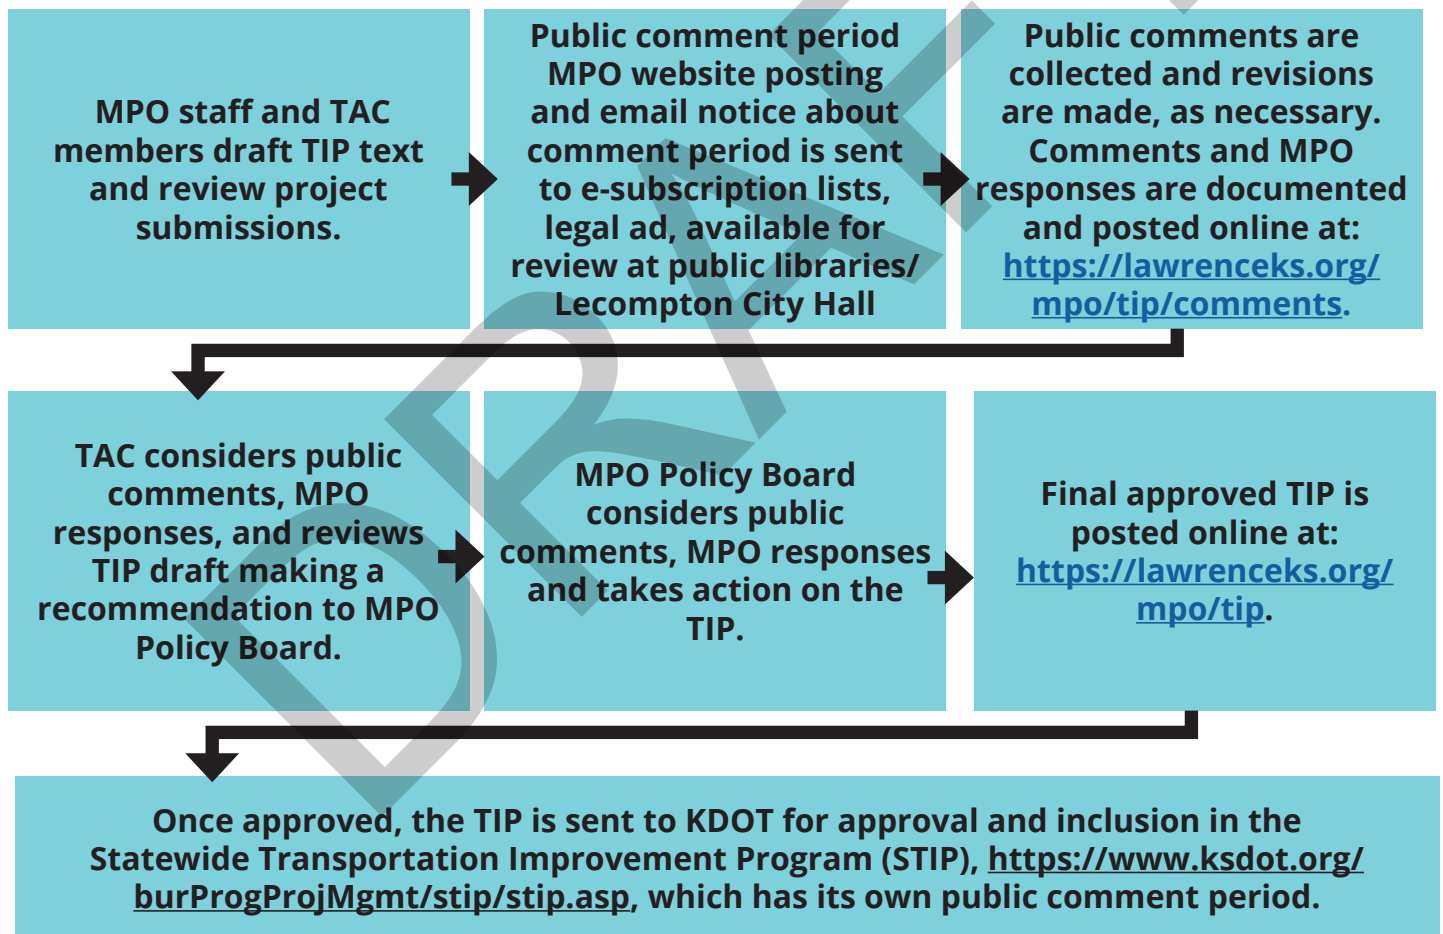 MPO staff and TAC
members draft TIP text
and review project
submissions.
Public comment period
MPO website posting
and email notice about
comment period is sent
to e-subscription lists,
legal ad, available for
review at public libraries/
Lecompton City Hall
Public comments are
collected and revisions
are made, as necessary.
Comments and MPO
responses are documented
and posted online at:
https://lawrenceks.org/
mpo/tip/comments.
TAC considers public
comments, MPO
responses, and reviews
TIP draft making a
recommendation to MPO
Policy Board.
MPO Policy Board
considers public
comments, MPO responses
and takes action on the
TIP.
Final approved TIP is
posted online at:
https://lawrenceks.org/
mpo/tip.
Once approved, the TIP is sent to KDOT for approval and inclusion in the
Statewide Transportation Improvement Program (STIP), https://www.ksdot.org/
burProgProjMgmt/stip/stip.asp, which has its own public comment period.
DRAF